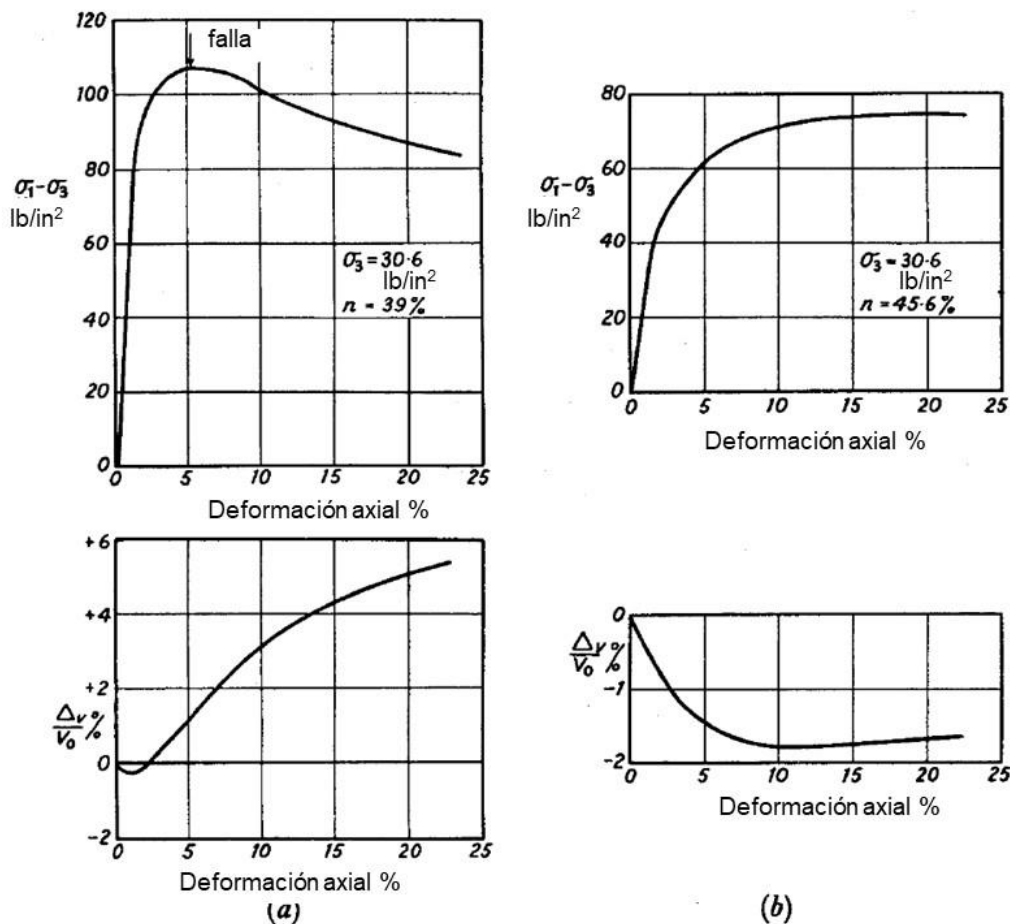 120
falla
100
80
σ₁-σ₃
lb/in²
60
σ₃ = 30·6
lb/in²
n = 39%
40
20
0
0 5 10 15 20 25
Deformación axial %
80
60
σ₁-σ₃
lb/in²
40
σ₃ = 30·6
lb/in²
n = 45·6%
20
0
0 5 10 15 20 25
Deformación axial %
+6
+4
+2
Δv/V₀ %
0
-2
0 5 10 15 20 25
Deformación axial %
(a)
0
Δv/V₀ %
-1
-2
0 5 10 15 20 25
Deformación axial %
(b)